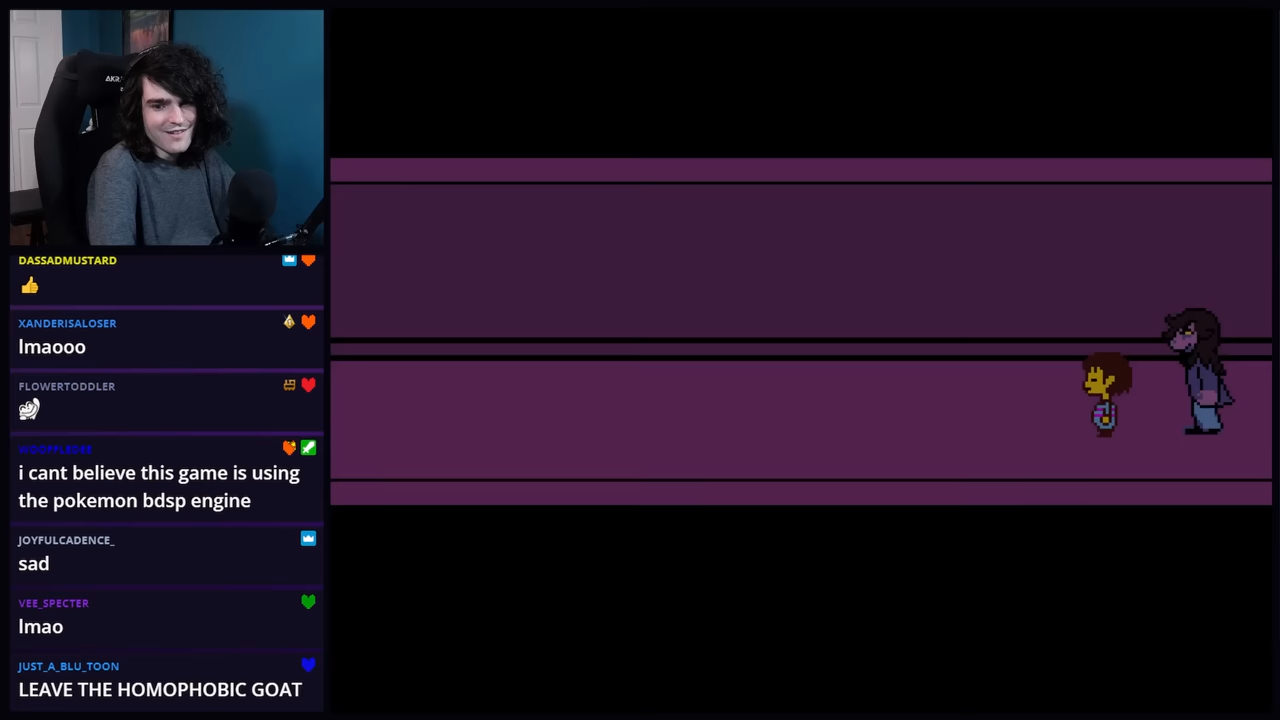 DASSADMUSTARD
XANDERISALOSER
lmaooo
FLOWERTODDLER
i cant believe this game is using
the pokemon bdsp engine
JOYFULCADENCE_
sad
VEE_SPECTER
lmao
JUST_A_BLU_TOON
LEAVE THE HOMOPHOBIC GOAT